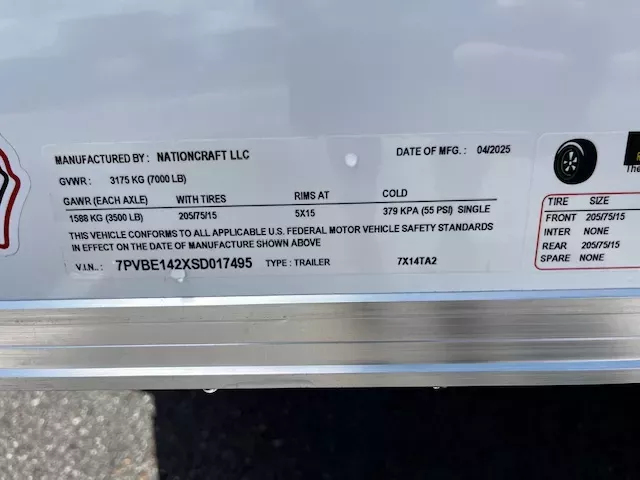 MANUFACTURED BY: NATIONCRAFT LLC
DATE OF MFG.: 04/2025
GVWR: 3175 KG (7000 LB)
GAWR (EACH AXLE) WITH TIRES RIMS AT COLD
1588 KG (3500 LB) 205/75/15 5X15 379 KPA (55 PSI) SINGLE
THIS VEHICLE CONFORMS TO ALL APPLICABLE U.S. FEDERAL MOTOR VEHICLE SAFETY STANDARDS
IN EFFECT ON THE DATE OF MANUFACTURE SHOWN ABOVE
V.I.N..: 7PVBE142XSD017495 TYPE: TRAILER 7X14TA2
The
TIRE SIZE
FRONT 205/75/15
INTER NONE
REAR 205/75/15
SPARE NONE